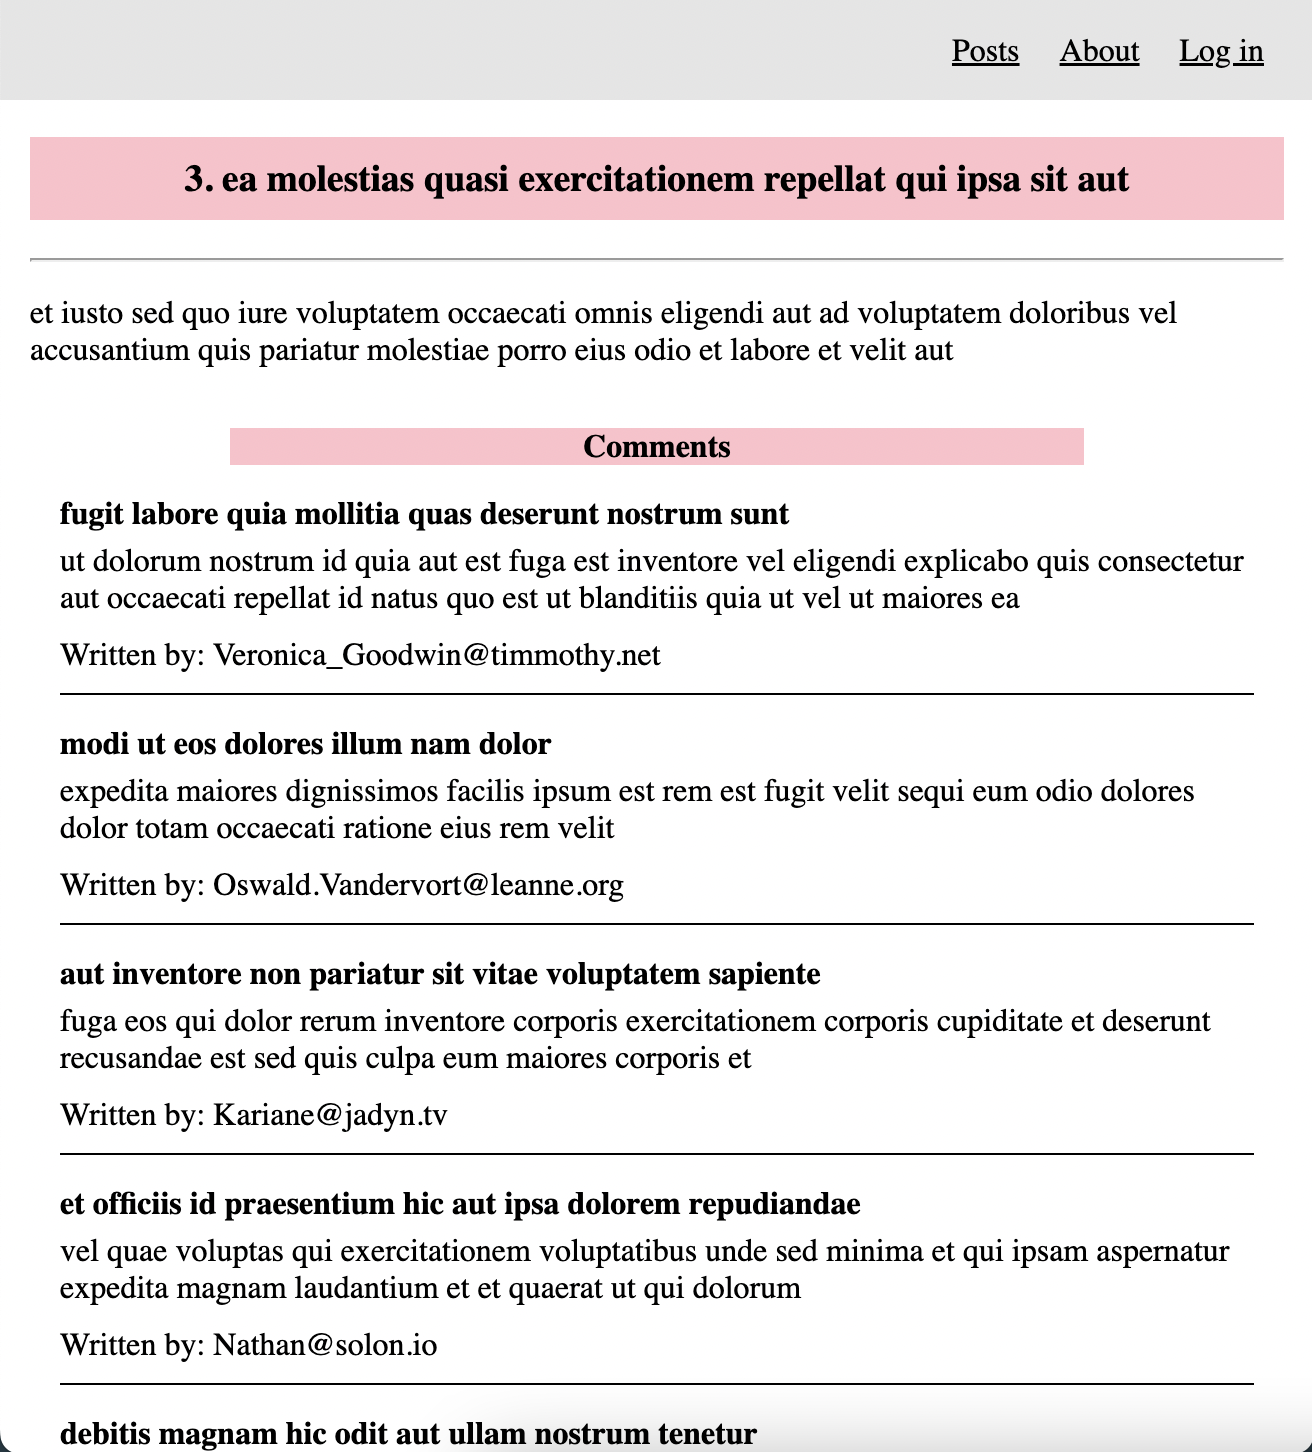 Posts About Log in
3. ea molestias quasi exercitationem repellat qui ipsa sit aut
et iusto sed quo iure voluptatem occaecati omnis eligendi aut ad voluptatem doloribus vel
accusantium quis pariatur molestiae porro eius odio et labore et velit aut
Comments
fugit labore quia mollitia quas deserunt nostrum sunt
ut dolorum nostrum id quia aut est fuga est inventore vel eligendi explicabo quis consectetur
aut occaecati repellat id natus quo est ut blanditiis quia ut vel ut maiores ea
Written by: Veronica_Goodwin@timmothy.net
modi ut eos dolores illum nam dolor
expedita maiores dignissimos facilis ipsum est rem est fugit velit sequi eum odio dolores
dolor totam occaecati ratione eius rem velit
Written by: Oswald.Vandervort@leanne.org
aut inventore non pariatur sit vitae voluptatem sapiente
fuga eos qui dolor rerum inventore corporis exercitationem corporis cupiditate et deserunt
recusandae est sed quis culpa eum maiores corporis et
Written by: Kariane@jadyn.tv
et officiis id praesentium hic aut ipsa dolorem repudiandae
vel quae voluptas qui exercitationem voluptatibus unde sed minima et qui ipsam aspernatur
expedita magnam laudantium et et quaerat ut qui dolorum
Written by: Nathan@solon.io
debitis magnam hic odit aut ullam nostrum tenetur